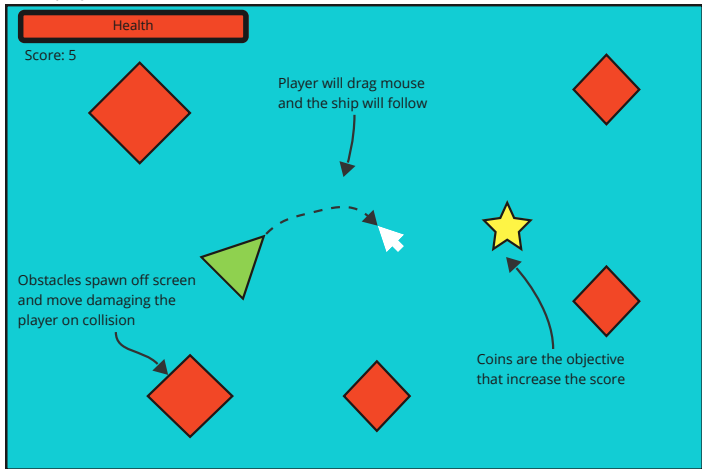 Health
Score: 5
Player will drag mouse
and the ship will follow
Obstacles spawn off screen
and move damaging the
player on collision
Coins are the objective
that increase the score